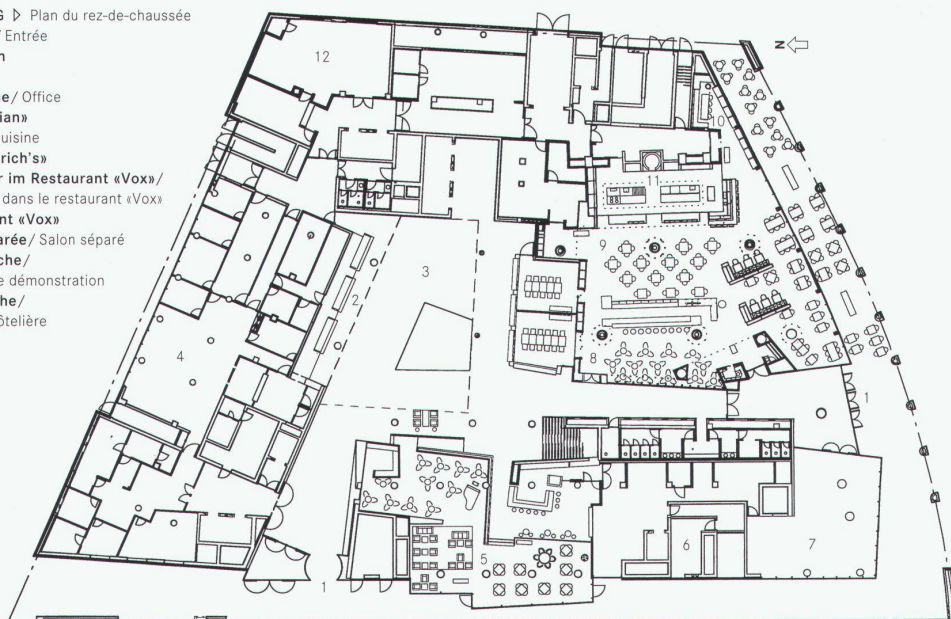 G ▷ Plan du rez-de-chaussée
/ Entrée
e/ Office
ian»
uisine
rich's»
r im Restaurant «Vox»/
dans le restaurant «Vox»
nt «Vox»
arée/ Salon séparé
che/
e démonstration
he/
ôtelière
12
N
10
11
9
3
2
4
8
1
5
6
7
1